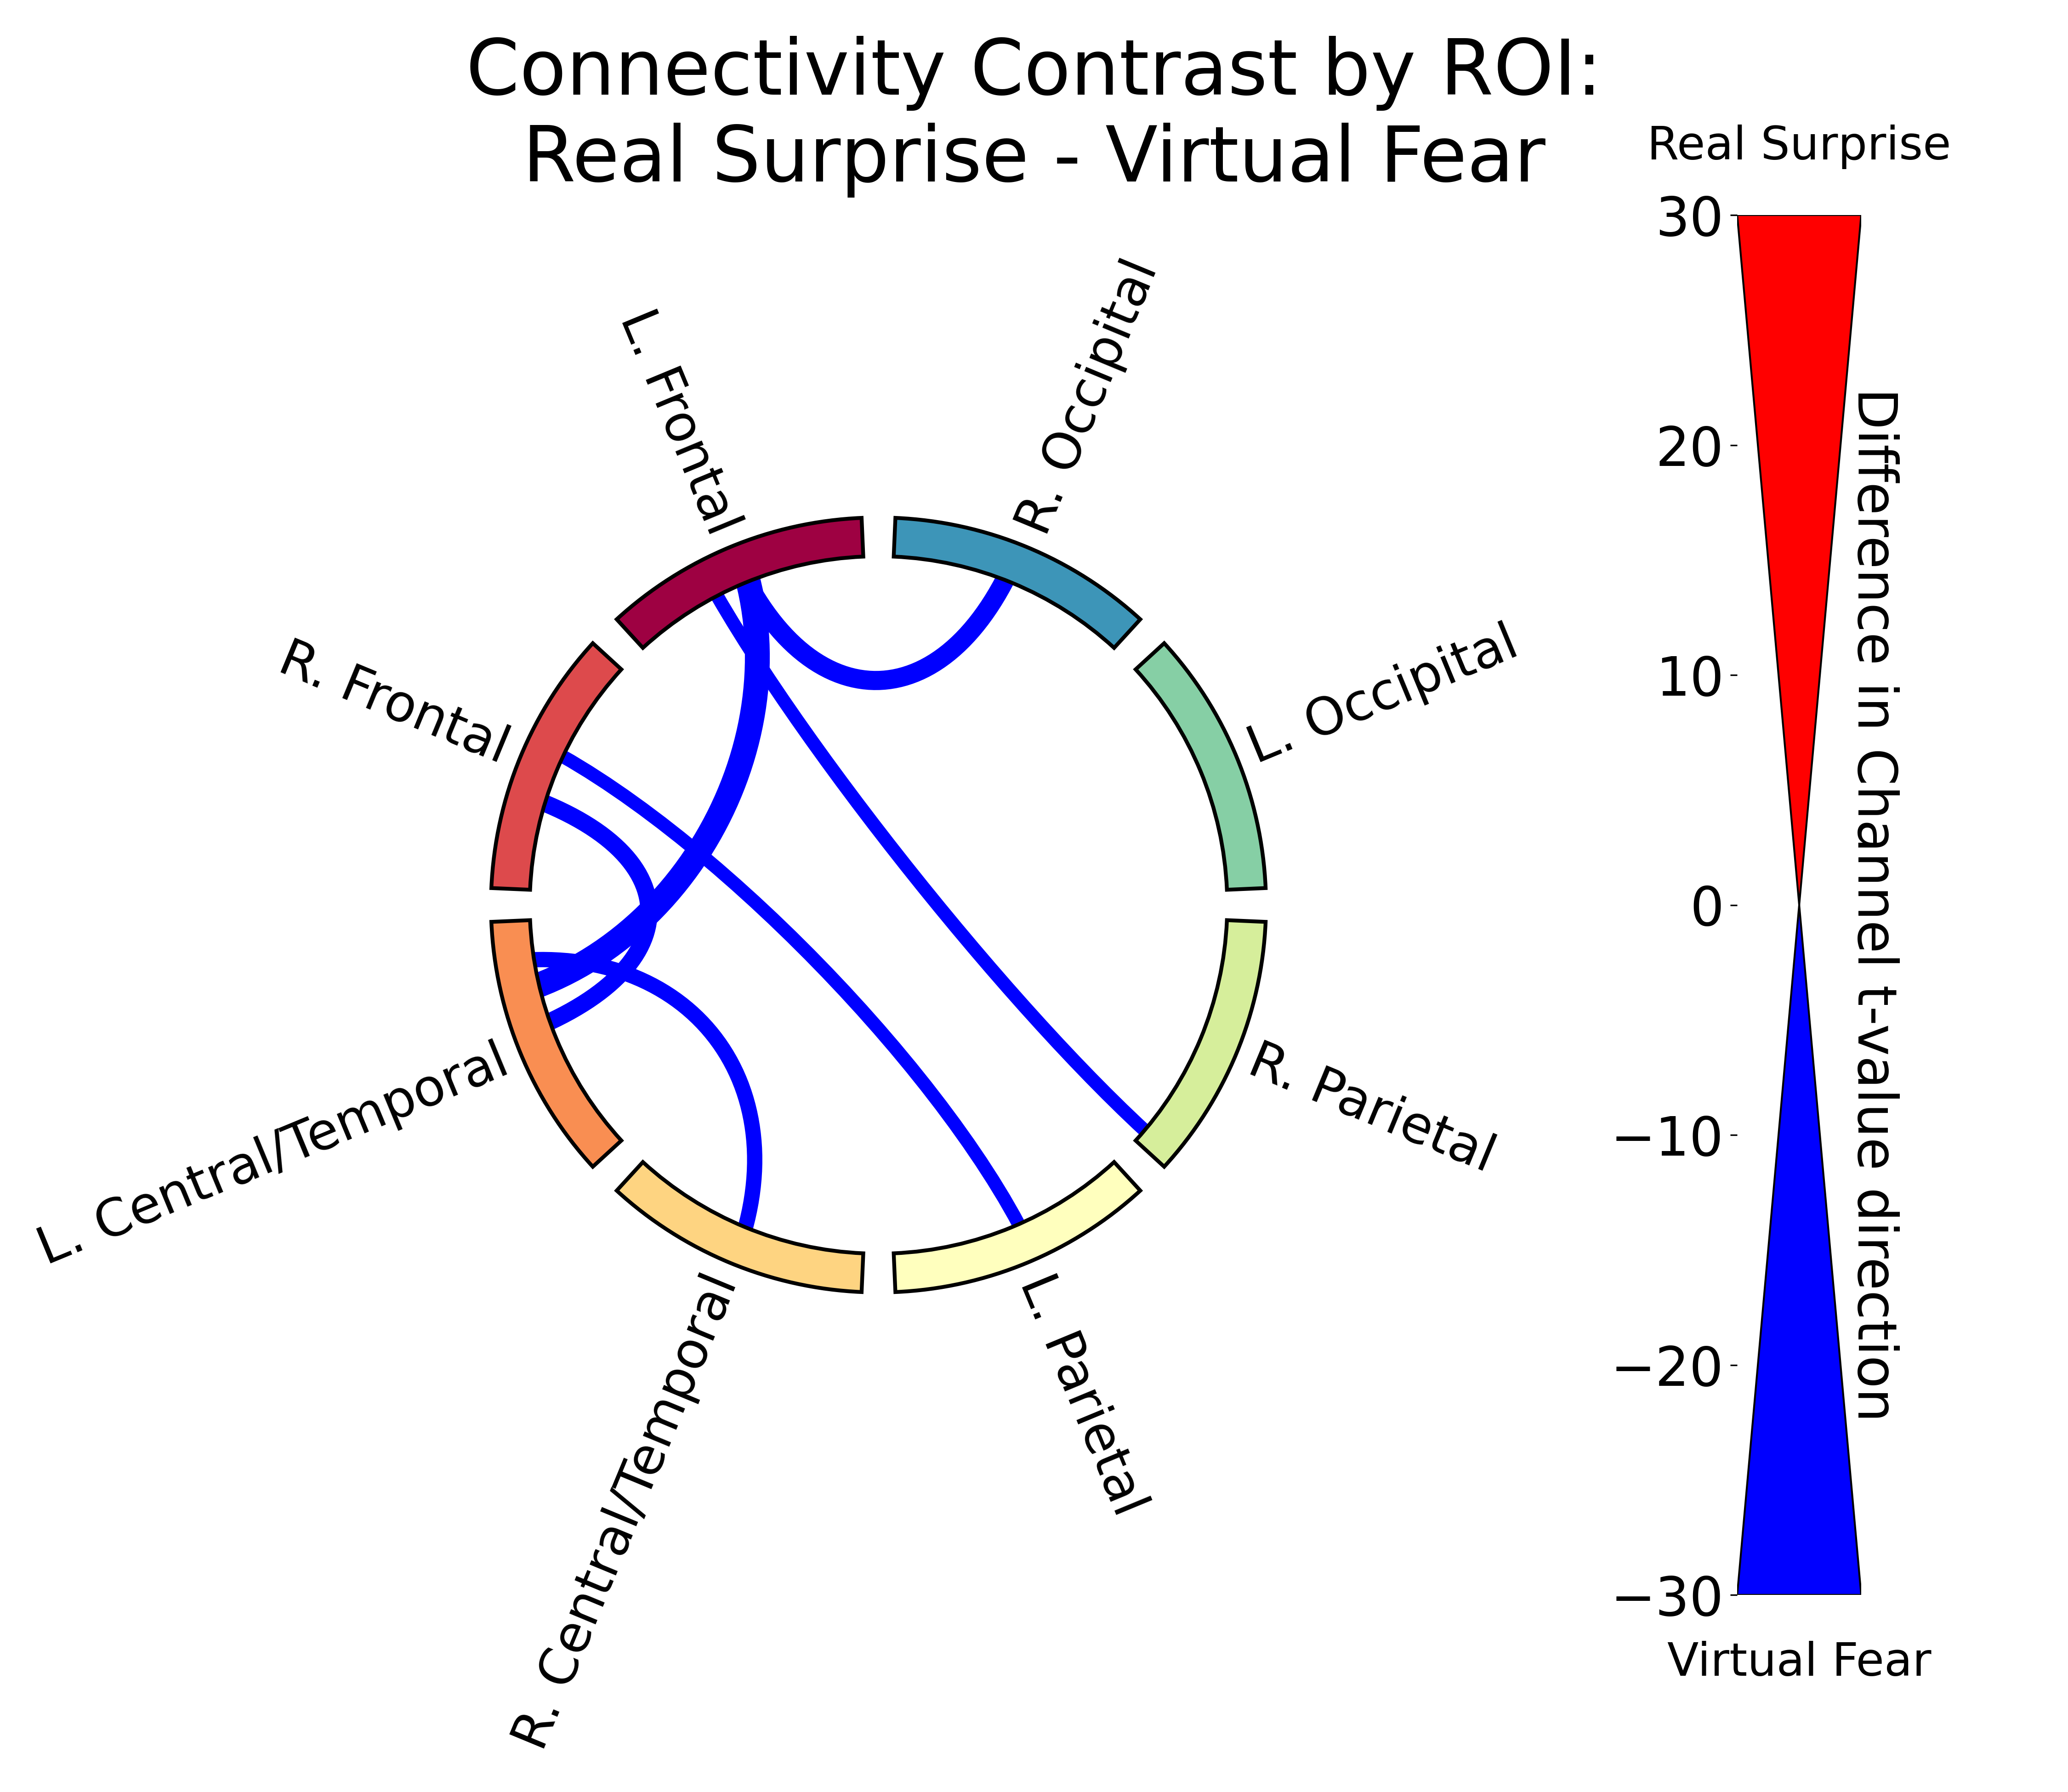 Connectivity Contrast by ROI:
Real Surprise - Virtual Fear
Real Surprise
30
20
10
0
−10
−20
−30
Virtual Fear
Difference in Channel t-value direction
L. Frontal
R. Occipital
R. Frontal
L. Occipital
L. Central/Temporal
R. Parietal
R. Central/Temporal
L. Parietal